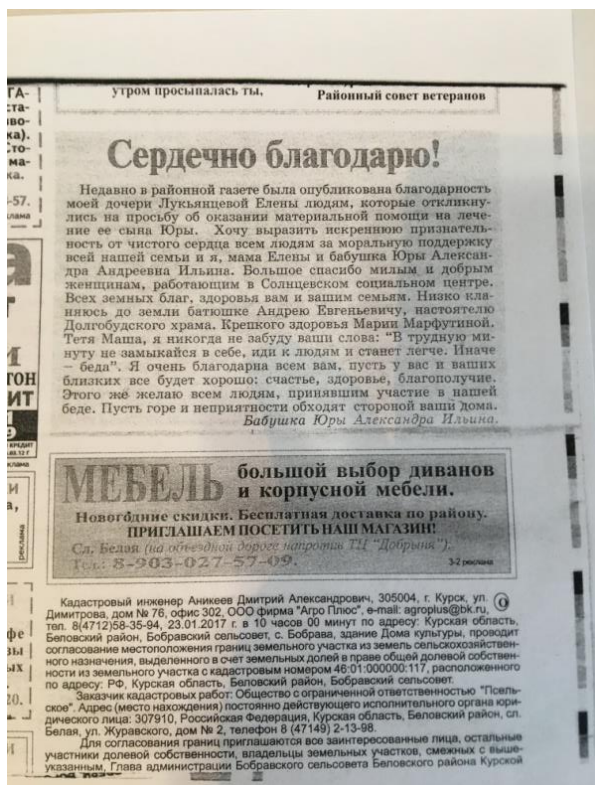 утром просыпалась ты,
Районный совет ветеранов
Сердечно благодарю!
Недавно в районной газете была опубликована благодарность
моей дочери Лукьянцевой Елены людям, которые откликну-
лись на просьбу об оказании материальной помощи на лече-
ние ее сына Юры. Хочу выразить искреннюю признатель-
ность от чистого сердца всем людям за моральную поддержку
всей нашей семьи и я, мама Елены и бабушка Юры Алексан-
дра Андреевна Ильина. Большое спасибо милым и добрым
женщинам, работающим в Солнцевском социальном центре.
Всех земных благ, здоровья вам и вашим семьям. Низко кла-
няюсь до земли батюшке Андрею Евгеньевичу, настоятелю
Долгобудского храма. Крепкого здоровья Марии Марфутиной.
Тетя Маша, я никогда не забуду ваши слова: “В трудную ми-
нуту не замыкайся в себе, иди к людям и станет легче. Иначе
– беда”. Я очень благодарна всем вам, пусть у вас и ваших
близких все будет хорошо: счастье, здоровье, благополучие.
Этого же желаю всем людям, принявшим участие в нашей
беде. Пусть горе и неприятности обходят стороной ваши дома.
Бабушка Юры Александра Ильина.
МЕБЕЛЬ большой выбор диванов
и корпусной мебели.
Новогодние скидки. Бесплатная доставка по району.
ПРИГЛАШАЕМ ПОСЕТИТЬ НАШ МАГАЗИН!
Сл. Белая (на объездной дороге напротив ТЦ "Добрыня").
Тел.: 8-903-027-57-09.
3-2 реклама
Кадастровый инженер Аникеев Дмитрий Александрович, 305004, г. Курск, ул.
Димитрова, дом № 76, офис 302, ООО фирма "Агро Плюс", e-mail: agroplus@bk.ru,
тел. 8(4712)58-35-94, 23.01.2017 г. в 10 часов 00 минут по адресу: Курская область,
Беловский район, Бобравский сельсовет, с. Бобрава, здание Дома культуры, проводит
согласование местоположения границ земельного участка из земель сельскохозяйствен-
ного назначения, выделенного в счет земельных долей в праве общей долевой собствен-
ности из земельного участка с кадастровым номером 46:01:000000:117, расположенного
по адресу: РФ, Курская область, Беловский район, Бобравский сельсовет.
Заказчик кадастровых работ: Общество с ограниченной ответственностью "Псель-
ское". Адрес (место нахождения) постоянно действующего исполнительного органа юри-
дического лица: 307910, Российская Федерация, Курская область, Беловский район, сл.
Белая, ул. Журавского, дом № 2, телефон 8 (47149) 2-13-98.
Для согласования границ приглашаются все заинтересованные лица, остальные
участники долевой собственности, владельцы земельных участков, смежных с выше-
указанным, Глава администрации Бобравского сельсовета Беловского района Курской